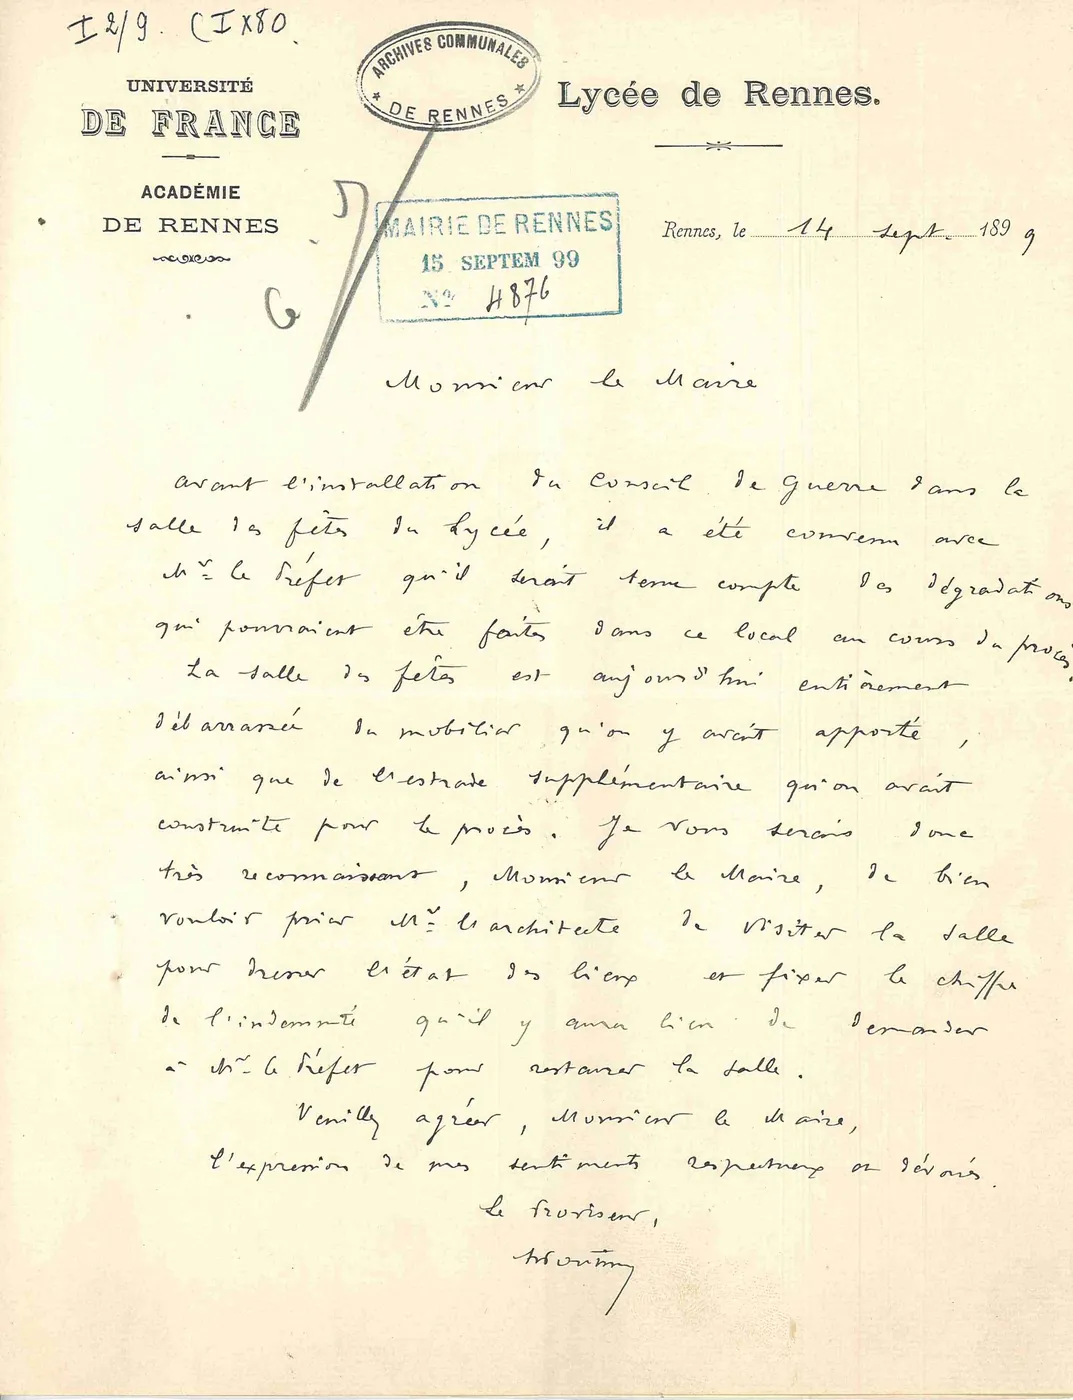 I 2/9. (I X 80.
ARCHIVES COMMUNALES
DE RENNES
UNIVERSITÉ
DE FRANCE
ACADÉMIE
DE RENNES
Lycée de Rennes.
MAIRIE DE RENNES
15 SEPTEM 99
N° 4876
Rennes, le 14 sept. 1899
Monsieur le Maire
avant l'installation du Conseil de Guerre dans la
salle des fêtes du Lycée, il a été convenu avec
Mr le Préfet qu'il serait tenu compte des dégradations
qui pourraient être faites dans ce local au cours du procès.
La salle des fêtes est aujourd'hui entièrement
débarrassée du mobilier qu'on y avait apporté,
ainsi que de l'estrade supplémentaire qu'on avait
construite pour le procès. Je vous serais donc
très reconnaissant, Monsieur le Maire, de bien
vouloir prier Mr l'architecte de visiter la salle
pour dresser l'état des lieux et fixer le chiffre
de l'indemnité qu'il y aura lieu de demander
à Mr le Préfet pour restaurer la salle.
Veuillez agréer, Monsieur le Maire,
l'expression de mes sentiments respectueux et dévoués.
Le Proviseur,